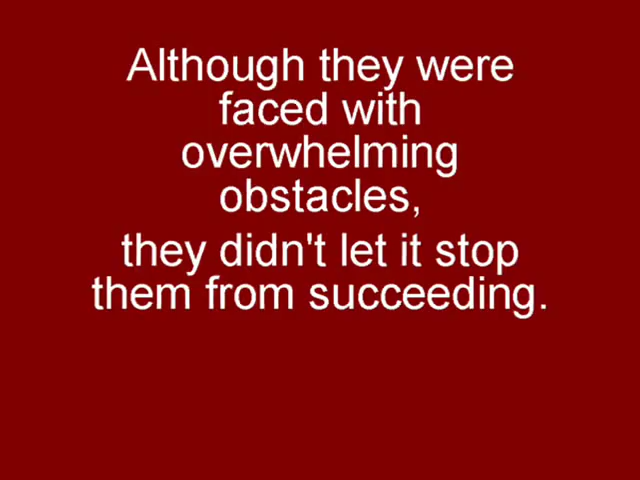 Although they were
faced with
overwhelming
obstacles,
they didn't let it stop
them from succeeding.